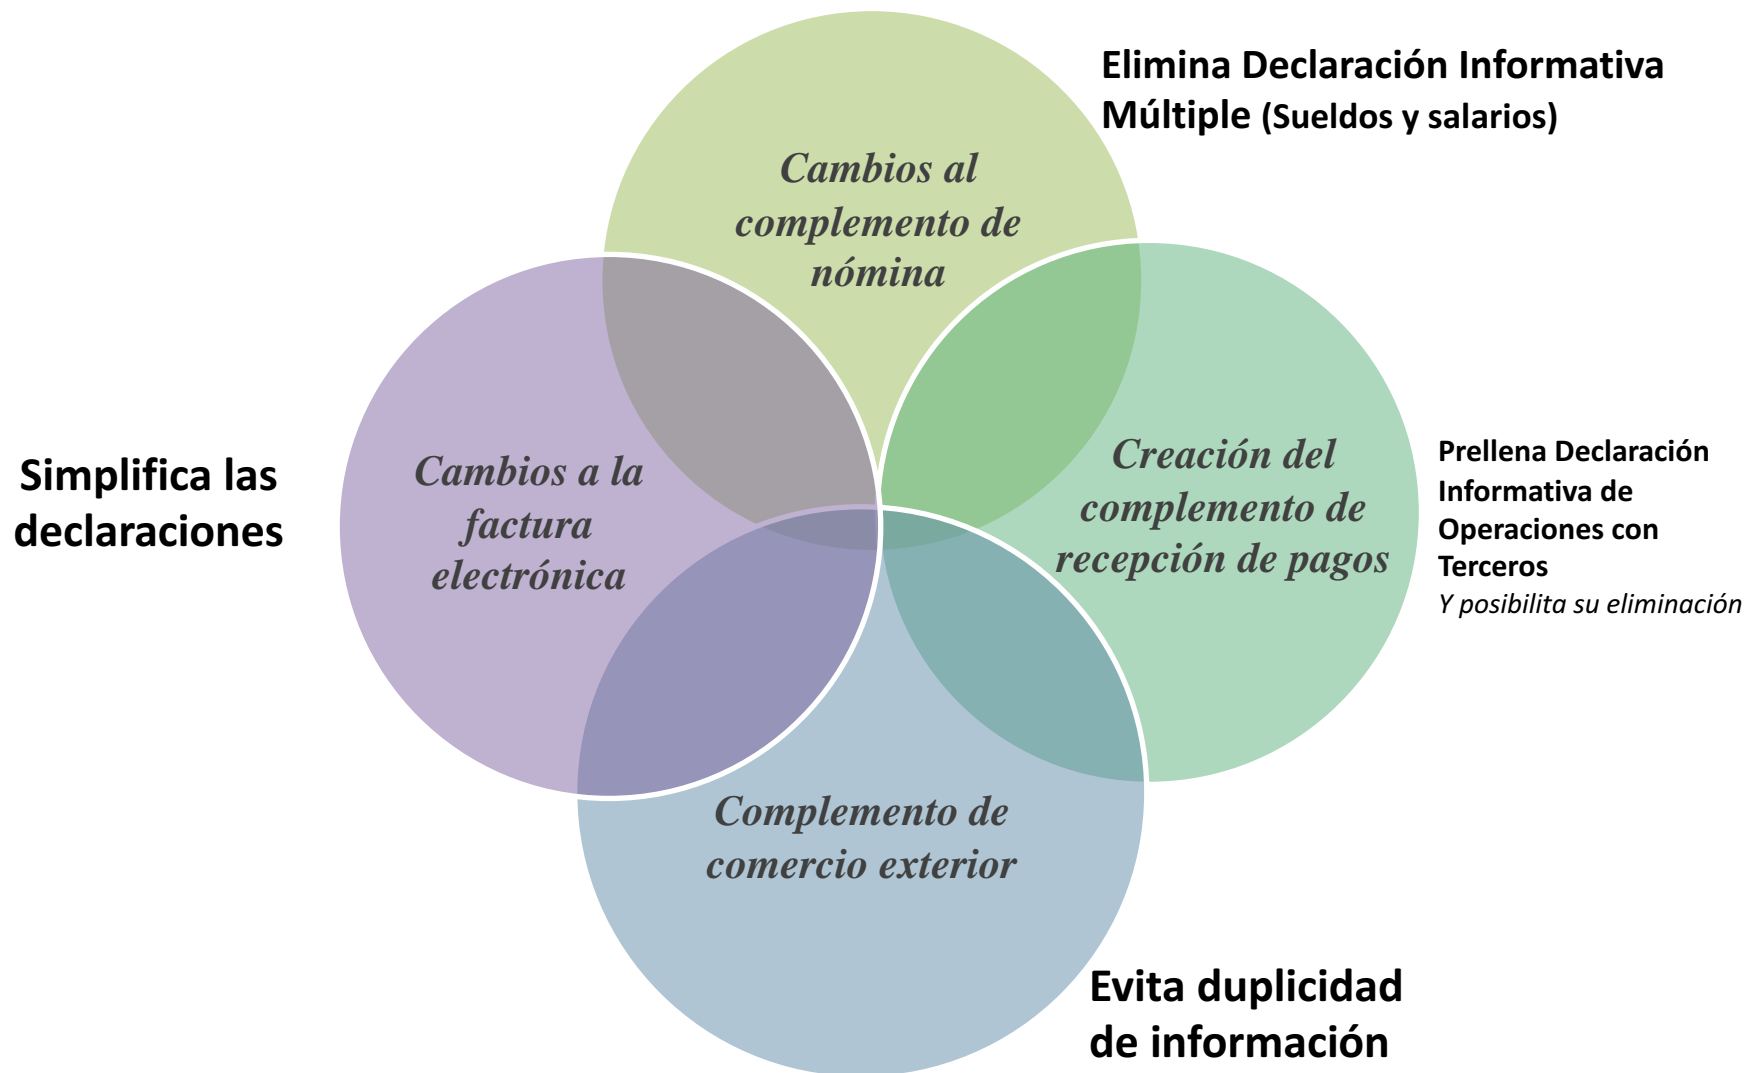 Elimina Declaración Informativa
Múltiple (Sueldos y salarios)
Cambios al
complemento de
nómina
Simplifica las
declaraciones
Cambios a la
factura
electrónica
Creación del
complemento de
recepción de pagos
Prellena Declaración
Informativa de
Operaciones con
Terceros
Y posibilita su eliminación
Complemento de
comercio exterior
Evita duplicidad
de información